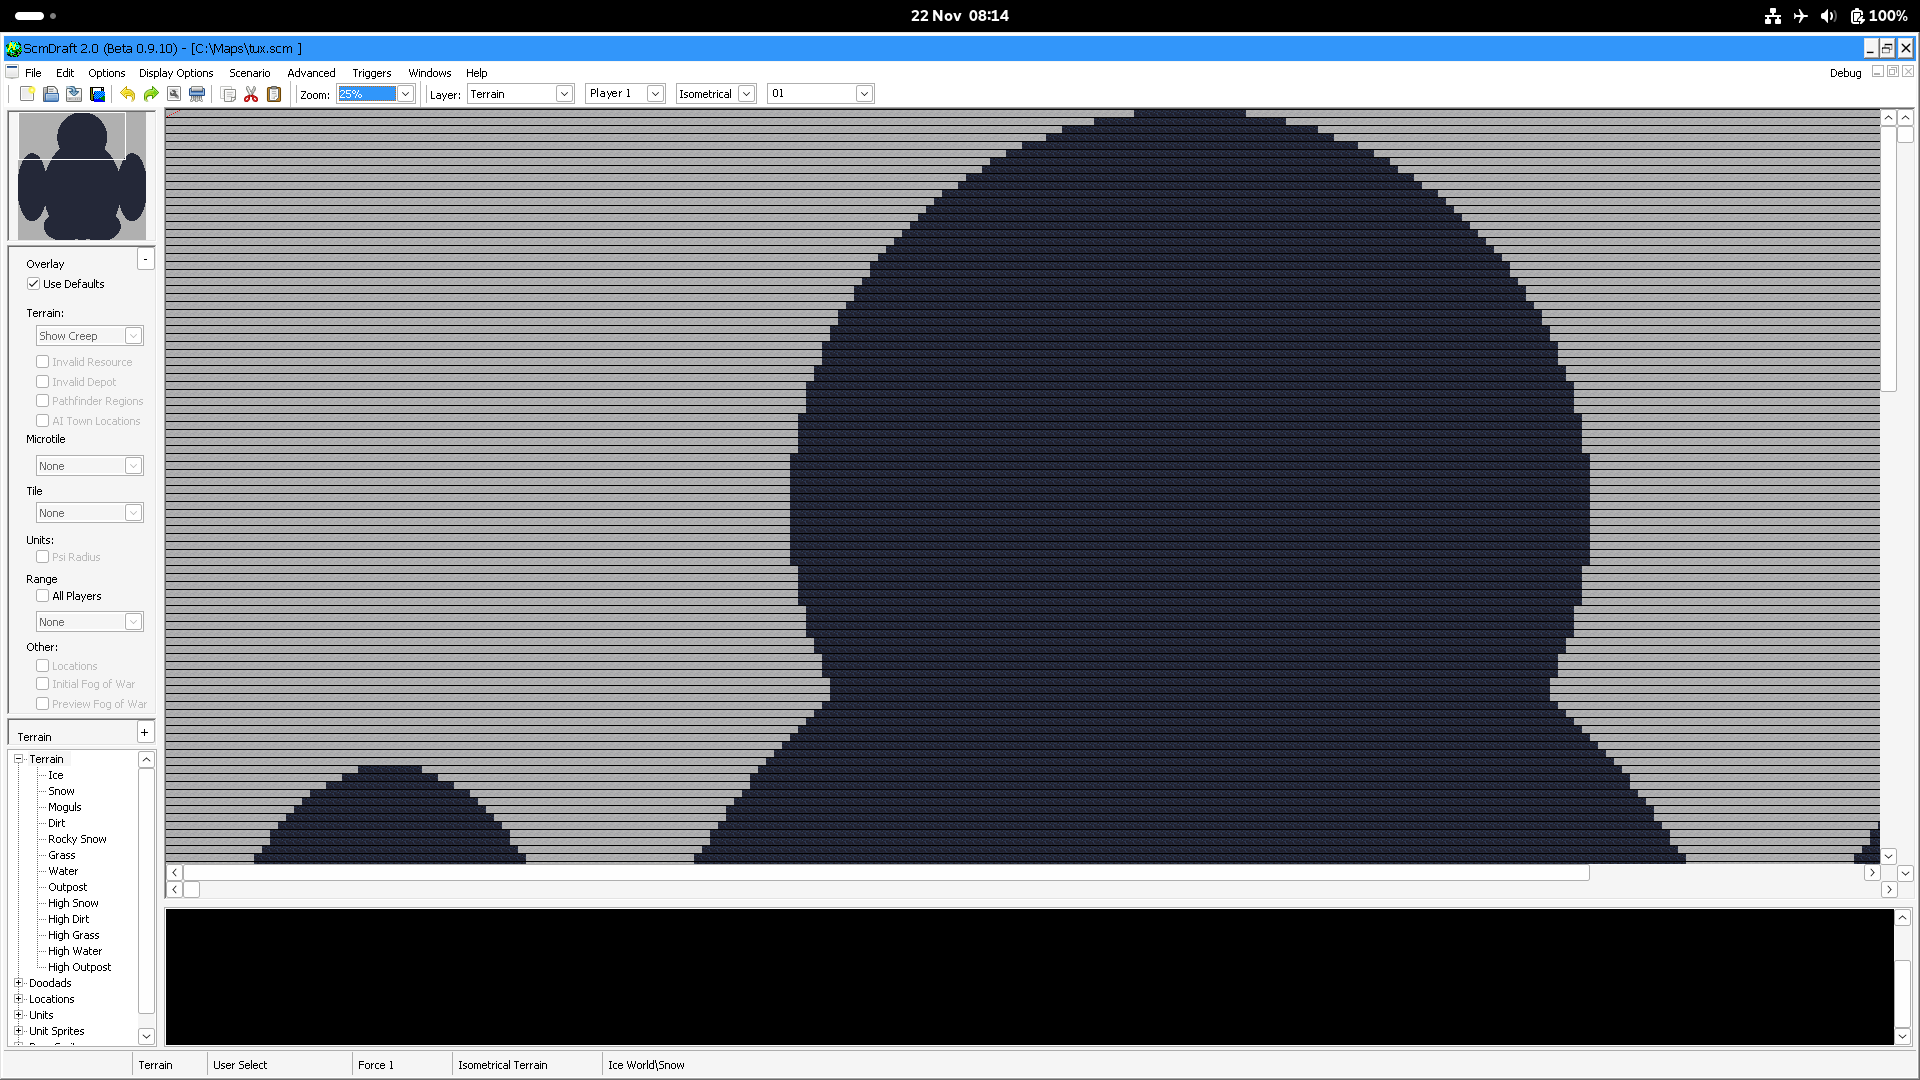 22 Nov 08:14
100%
ScmDraft 2.0 (Beta 0.9.10) - [C:\Maps\tux.scm ]
File Edit Options Display Options Scenario Advanced Triggers Windows Help Debug
Zoom: 25% Layer: Terrain Player 1 Isometrical 01
Overlay
-
Use Defaults
Terrain:
Show Creep
Invalid Resource
Invalid Depot
Pathfinder Regions
AI Town Locations
Microtile
None
Tile
None
Units:
Psi Radius
Range
All Players
None
Other:
Locations
Initial Fog of War
Preview Fog of War
Terrain
+
Terrain
Ice
Snow
Moguls
Dirt
Rocky Snow
Grass
Water
Outpost
High Snow
High Dirt
High Grass
High Water
High Outpost
Doodads
Locations
Units
Unit Sprites
Terrain User Select Force 1 Isometrical Terrain Ice World\Snow